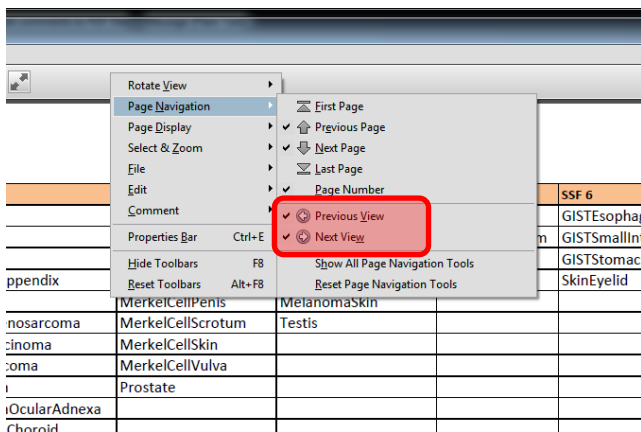 Rotate View
Page Navigation
Page Display
Select & Zoom
File
Edit
Comment
Properties Bar Ctrl+E
Hide Toolbars F8
Reset Toolbars Alt+F8
First Page
Previous Page
Next Page
Last Page
Page Number
Previous View
Next View
Show All Page Navigation Tools
Reset Page Navigation Tools
SSF 6
GISTEsophag
m GISTSmallInt
GISTStomac
ppendix SkinEyelid
MerkelCellPenis MelanomaSkin
nosarcoma MerkelCellScrotum Testis
cinoma MerkelCellSkin
coma MerkelCellVulva
Prostate
OcularAdnexa
Choroid